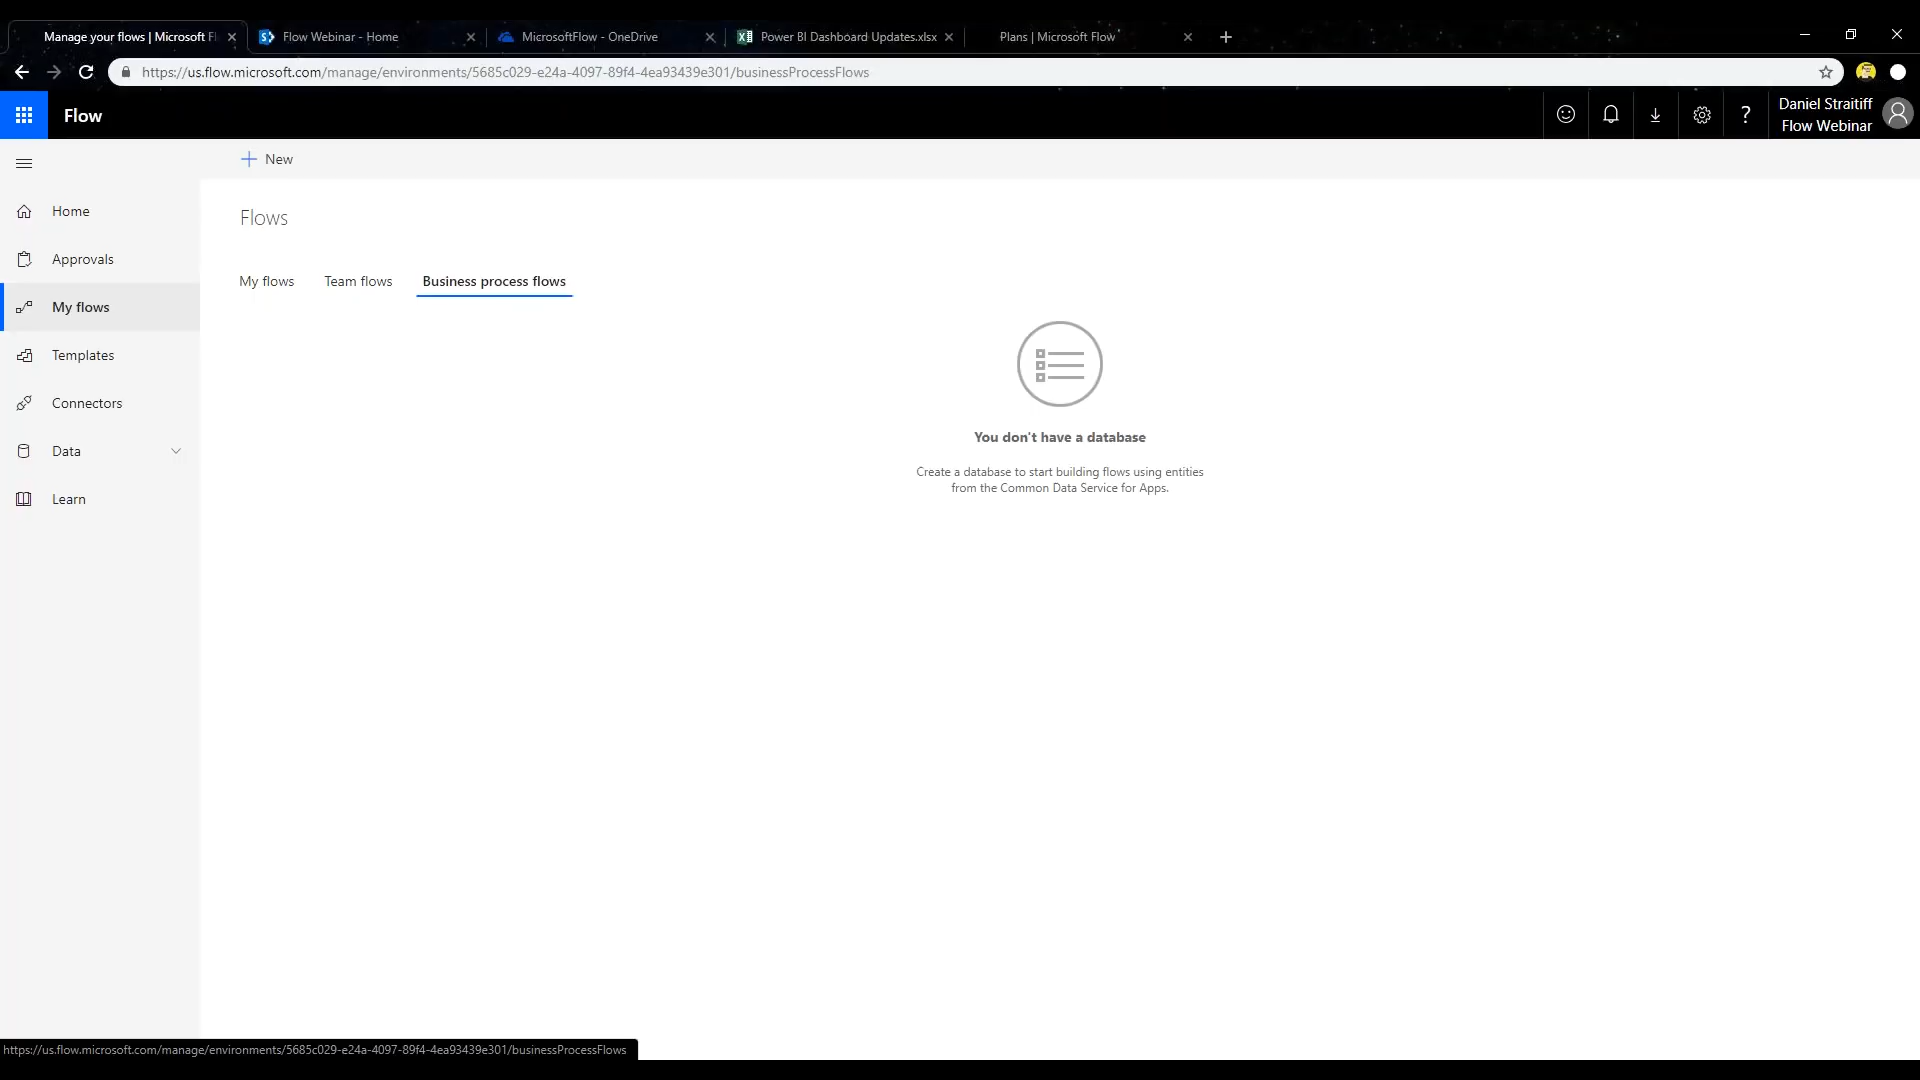 Manage your flows | Microsoft Fl
Flow Webinar - Home
MicrosoftFlow - OneDrive
Power BI Dashboard Updates.xlsx
Plans | Microsoft Flow
https://us.flow.microsoft.com/manage/environments/5685c029-e24a-4097-89f4-4ea93439e301/businessProcessFlows
Flow
?
Daniel Straitiff
Flow Webinar
New
Home
Approvals
My flows
Templates
Connectors
Data
Learn
Flows
My flows
Team flows
Business process flows
You don't have a database
Create a database to start building flows using entities
from the Common Data Service for Apps.
https://us.flow.microsoft.com/manage/environments/5685c029-e24a-4097-89f4-4ea93439e301/businessProcessFlows